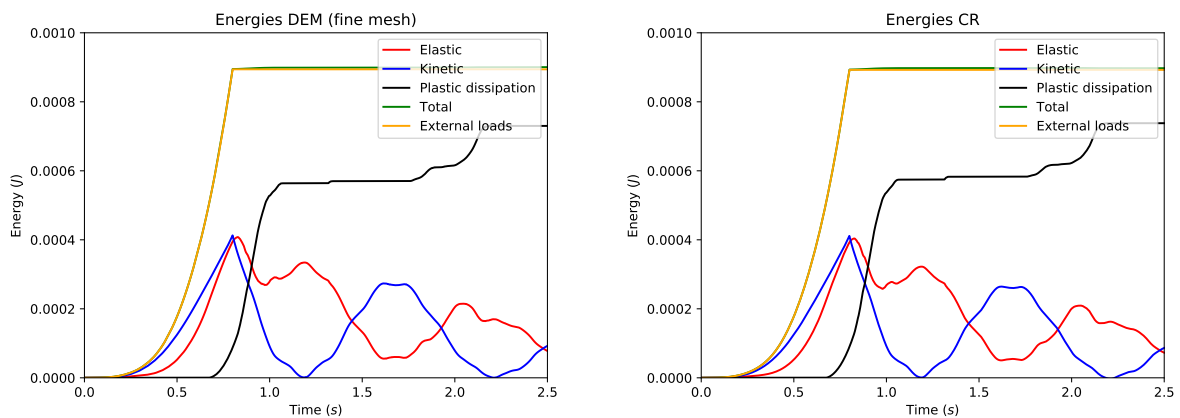 Energies DEM (fine mesh)
0.0010
0.0008
0.0006
0.0004
0.0002
0.0000
Energy (J)
Elastic
Kinetic
Plastic dissipation
Total
External loads
0.0
0.5
1.0
1.5
2.0
2.5
Time (s)
Energies CR
0.0010
0.0008
0.0006
0.0004
0.0002
0.0000
Energy (J)
Elastic
Kinetic
Plastic dissipation
Total
External loads
0.0
0.5
1.0
1.5
2.0
2.5
Time (s)